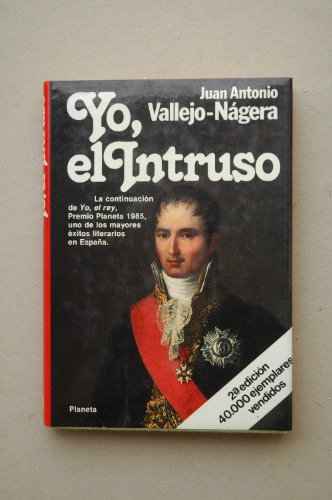 Juan Antonio
Vallejo-Nágera
Yo,
el Intruso
La continuación
de Yo, el rey,
Premio Planeta 1985,
uno de los mayores
éxitos literarios
en España.
2ª edición
40.000 ejemplares
vendidos
Planeta